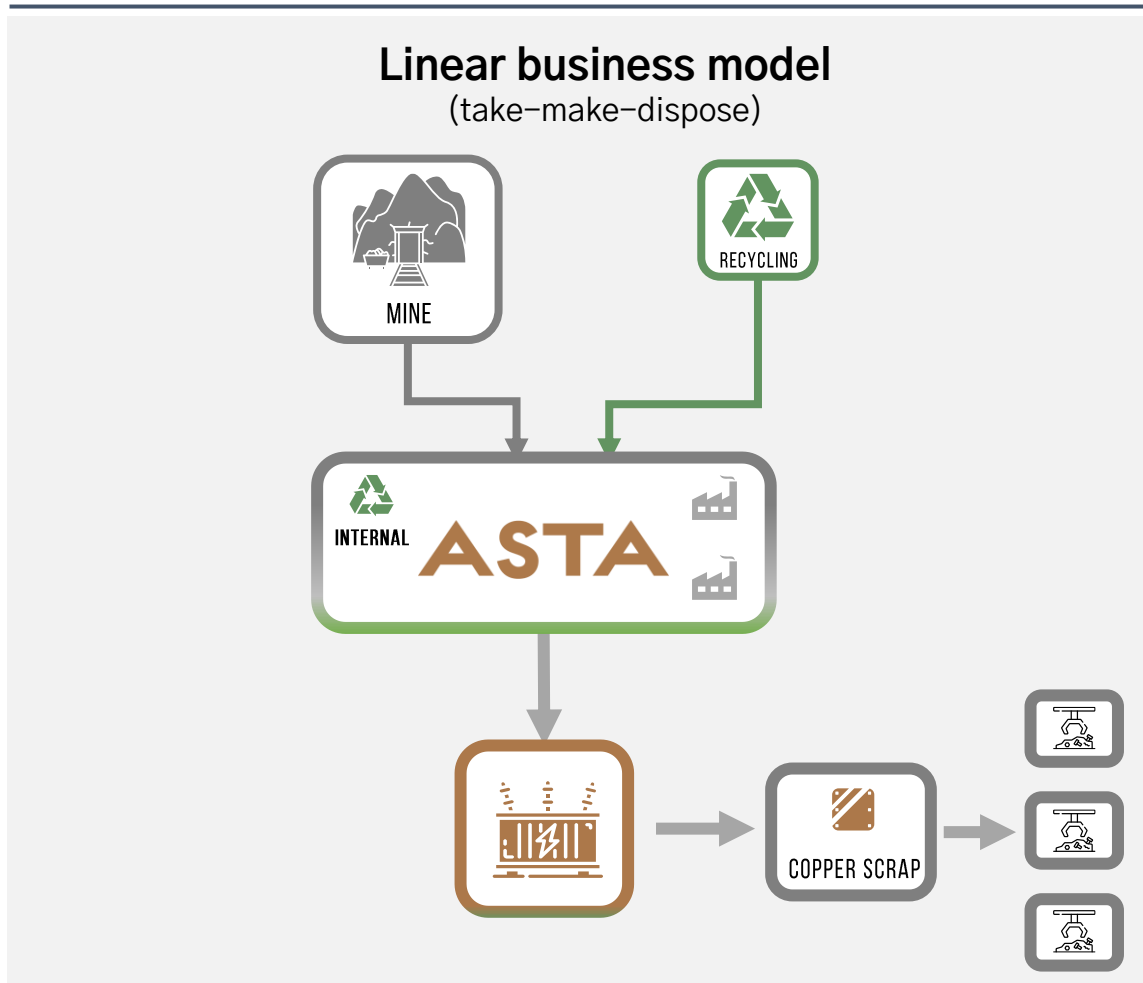 Linear business model
(take-make-dispose)
MINE
RECYCLING
INTERNAL
ASTA
COPPER SCRAP